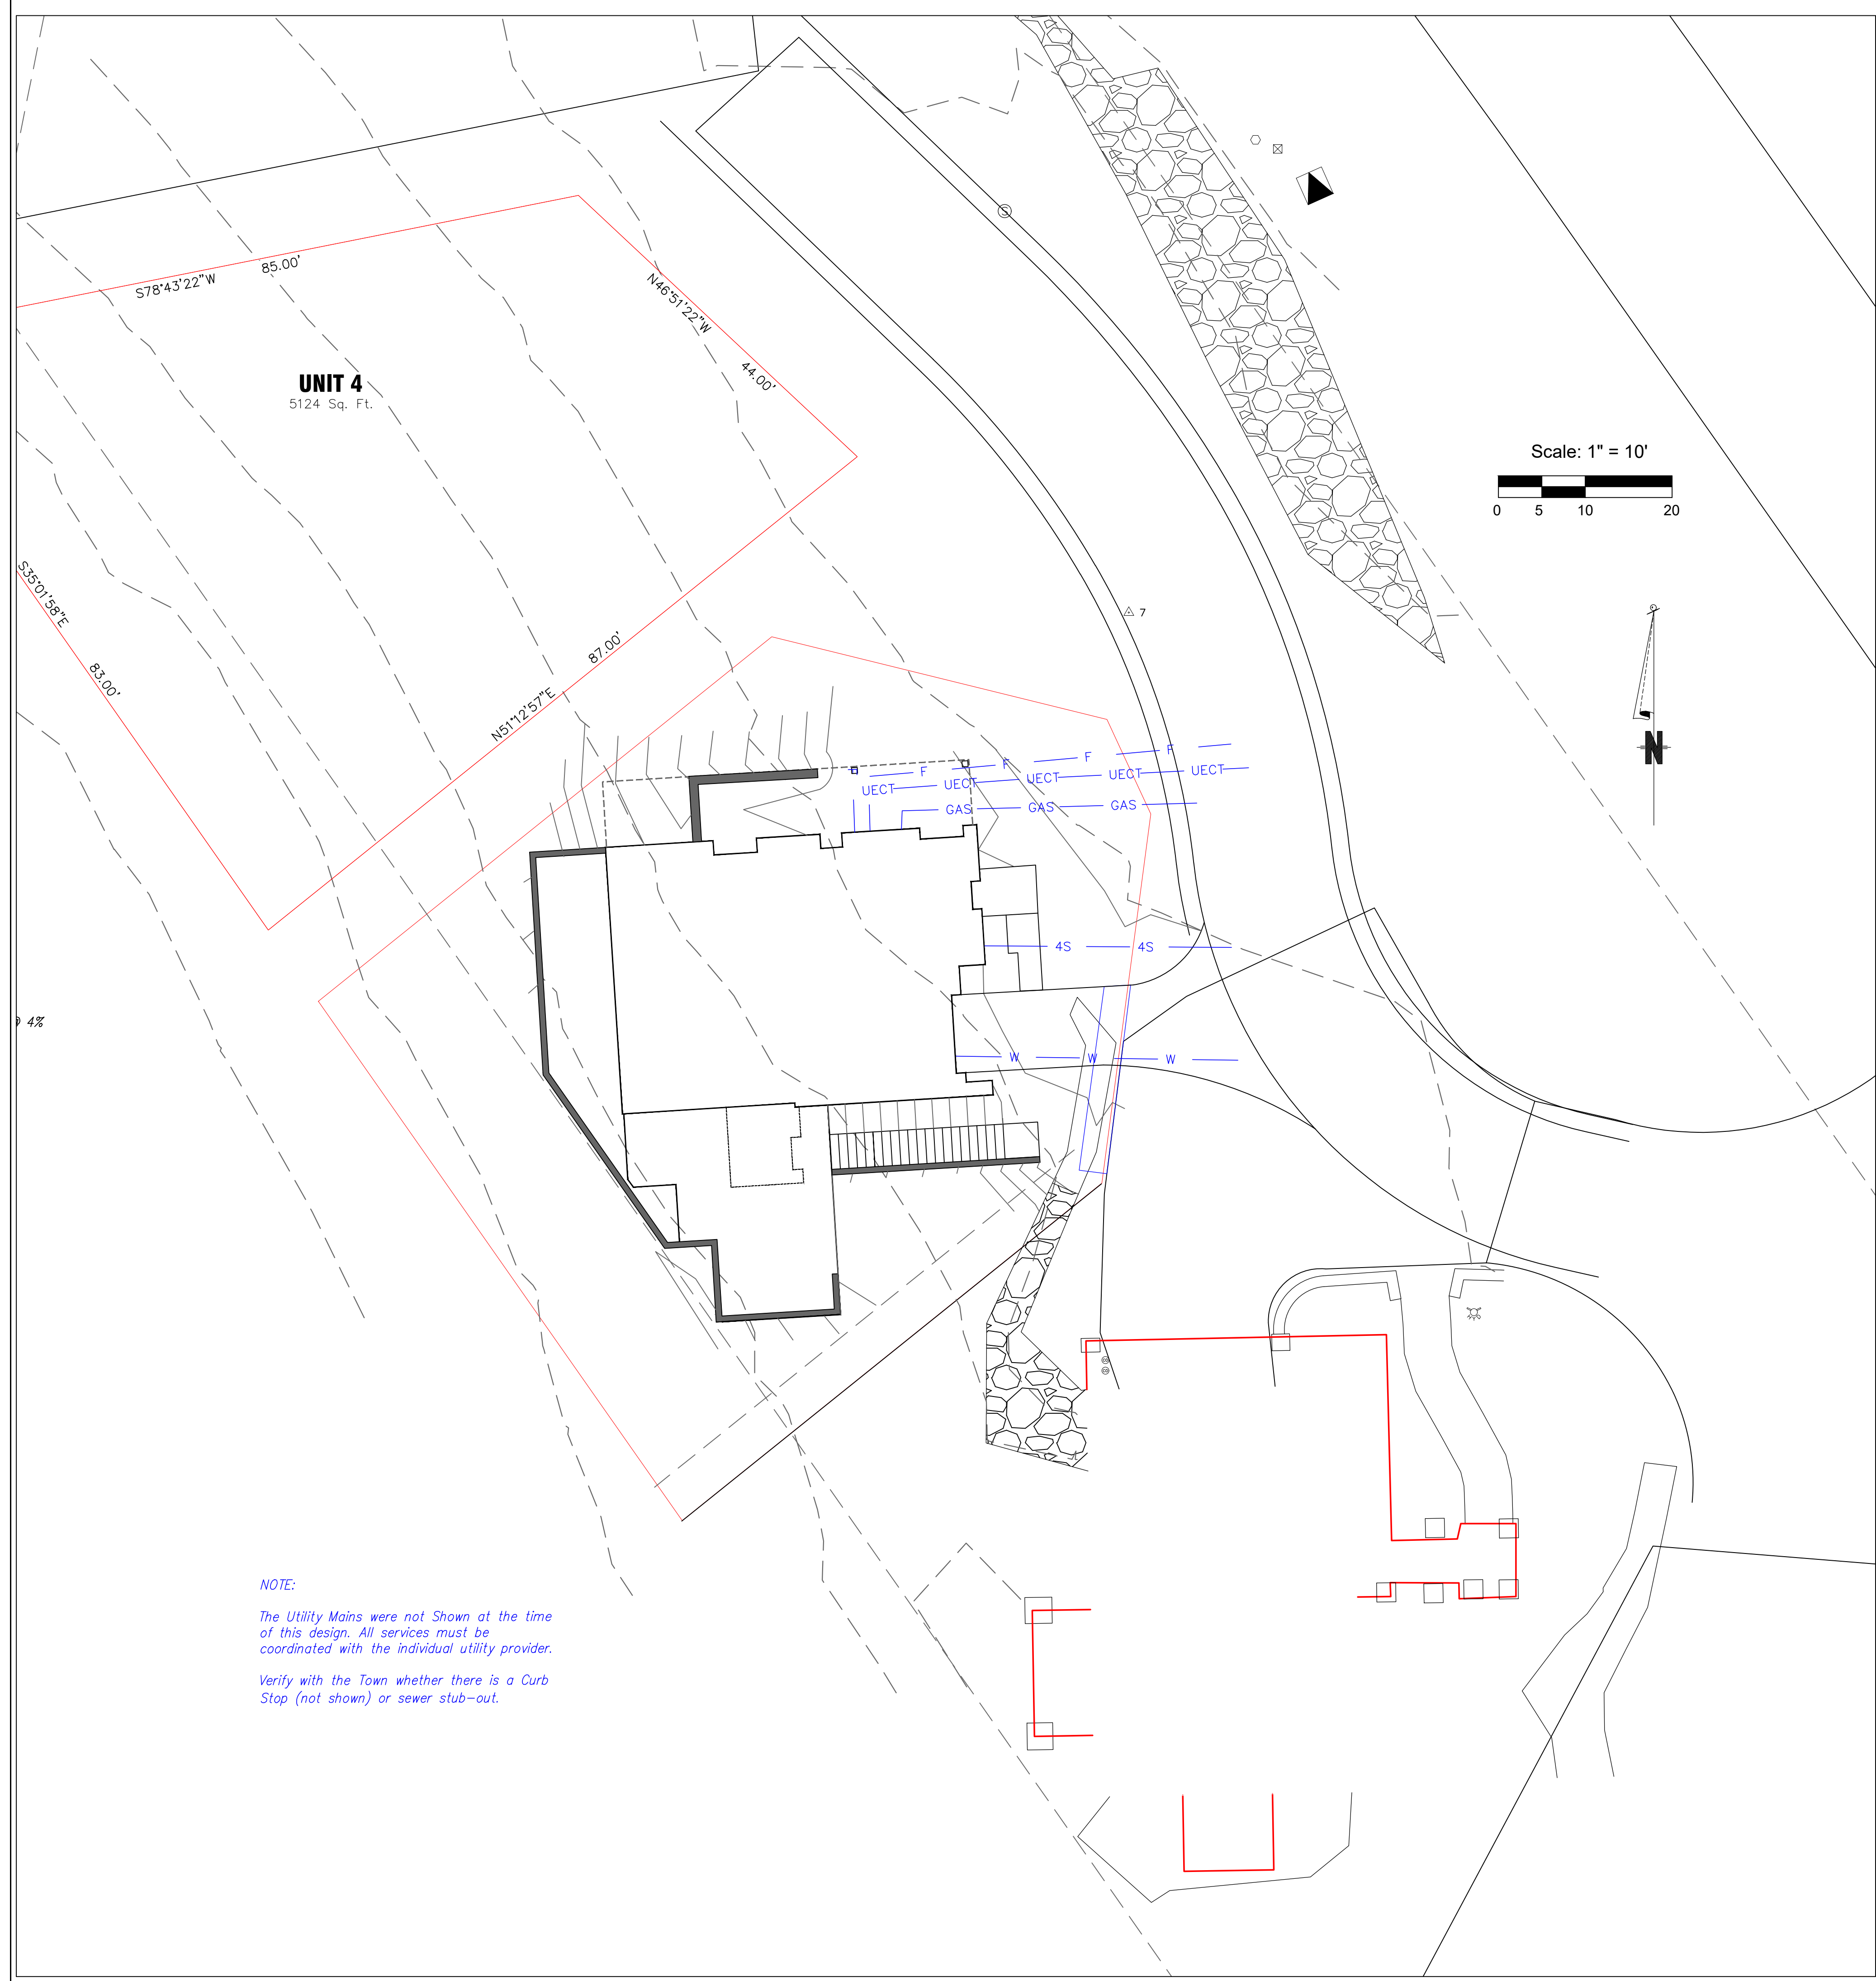 85.00'
S78°43'22"W
N46°51'22"W
44.00'
UNIT 4
5124 Sq. Ft.
Scale: 1" = 10'
0 5 10 20
S35°01'58"E
83.00'
87.00'
N51°12'57"E
7
S
N
F F F F
UECT UECT UECT UECT UECT
GAS GAS GAS
4S 4S
4%
W W W
NOTE:
The Utility Mains were not Shown at the time
of this design. All services must be
coordinated with the individual utility provider.
Verify with the Town whether there is a Curb
Stop (not shown) or sewer stub-out.